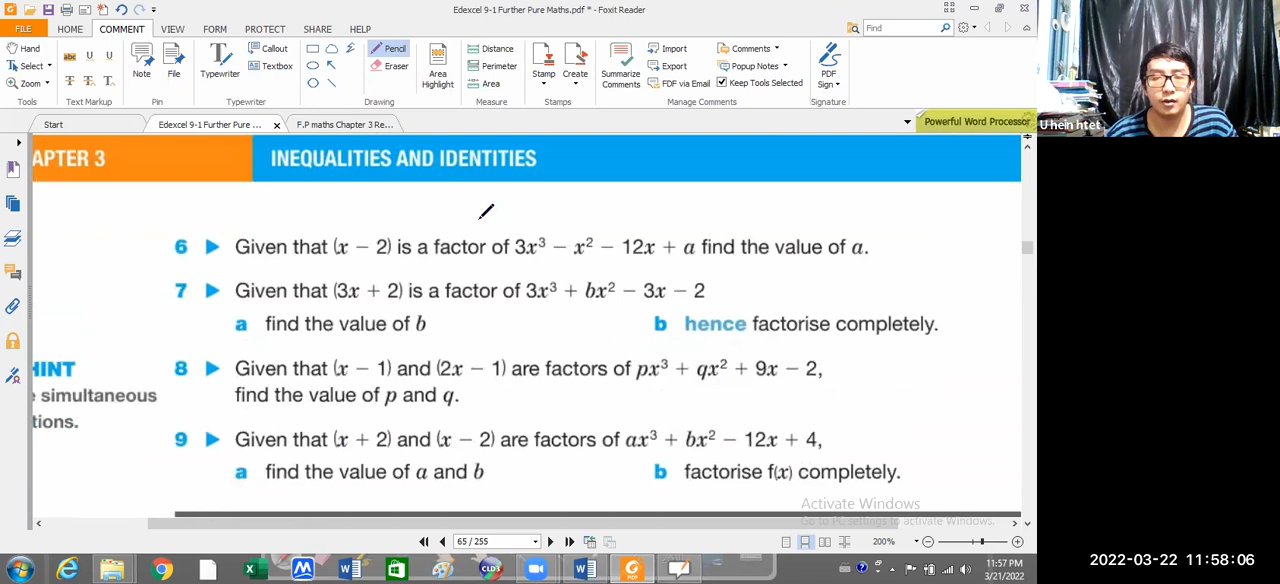 Edexcel 9-1 Further Pure Maths.pdf * - Foxit Reader
FILE HOME COMMENT VIEW FORM PROTECT SHARE HELP Find
Hand Select Zoom Tools
abc U U T T T Text Markup
Note File Pin
Typewriter Callout Textbox Typewriter
Pencil Eraser Drawing
Area Highlight Distance Perimeter Area Measure
Stamp Create Stamps
Summarize Comments Import Export PDF via Email Comments Popup Notes Keep Tools Selected Manage Comments
PDF Sign Signature
Start Edexcel 9-1 Further Pure ... F.P maths Chapter 3 Re... Powerful Word Processor
U hein htet
APTER 3 INEQUALITIES AND IDENTITIES
6 ► Given that (x − 2) is a factor of 3x³ − x² − 12x + a find the value of a.
7 ► Given that (3x + 2) is a factor of 3x³ + bx² − 3x − 2
a find the value of b b hence factorise completely.
HINT
e simultaneous
tions.
8 ► Given that (x − 1) and (2x − 1) are factors of px³ + qx² + 9x − 2,
find the value of p and q.
9 ► Given that (x + 2) and (x − 2) are factors of ax³ + bx² − 12x + 4,
a find the value of a and b b factorise f(x) completely.
Activate Windows
Go to PC settings to activate Windows.
65 / 255 200%
11:57 PM
3/21/2022
2022-03-22 11:58:06